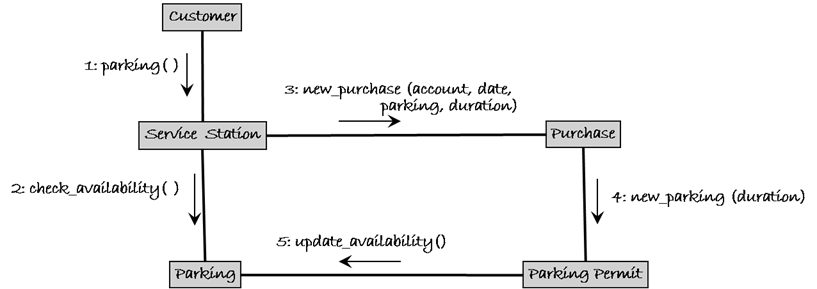 Customer
1: parking( )
3: new_purchase (account, date,
parking, duration)
Service Station
Purchase
2: check_availability( )
4: new_parking (duration)
5: update_availability()
Parking
Parking Permit